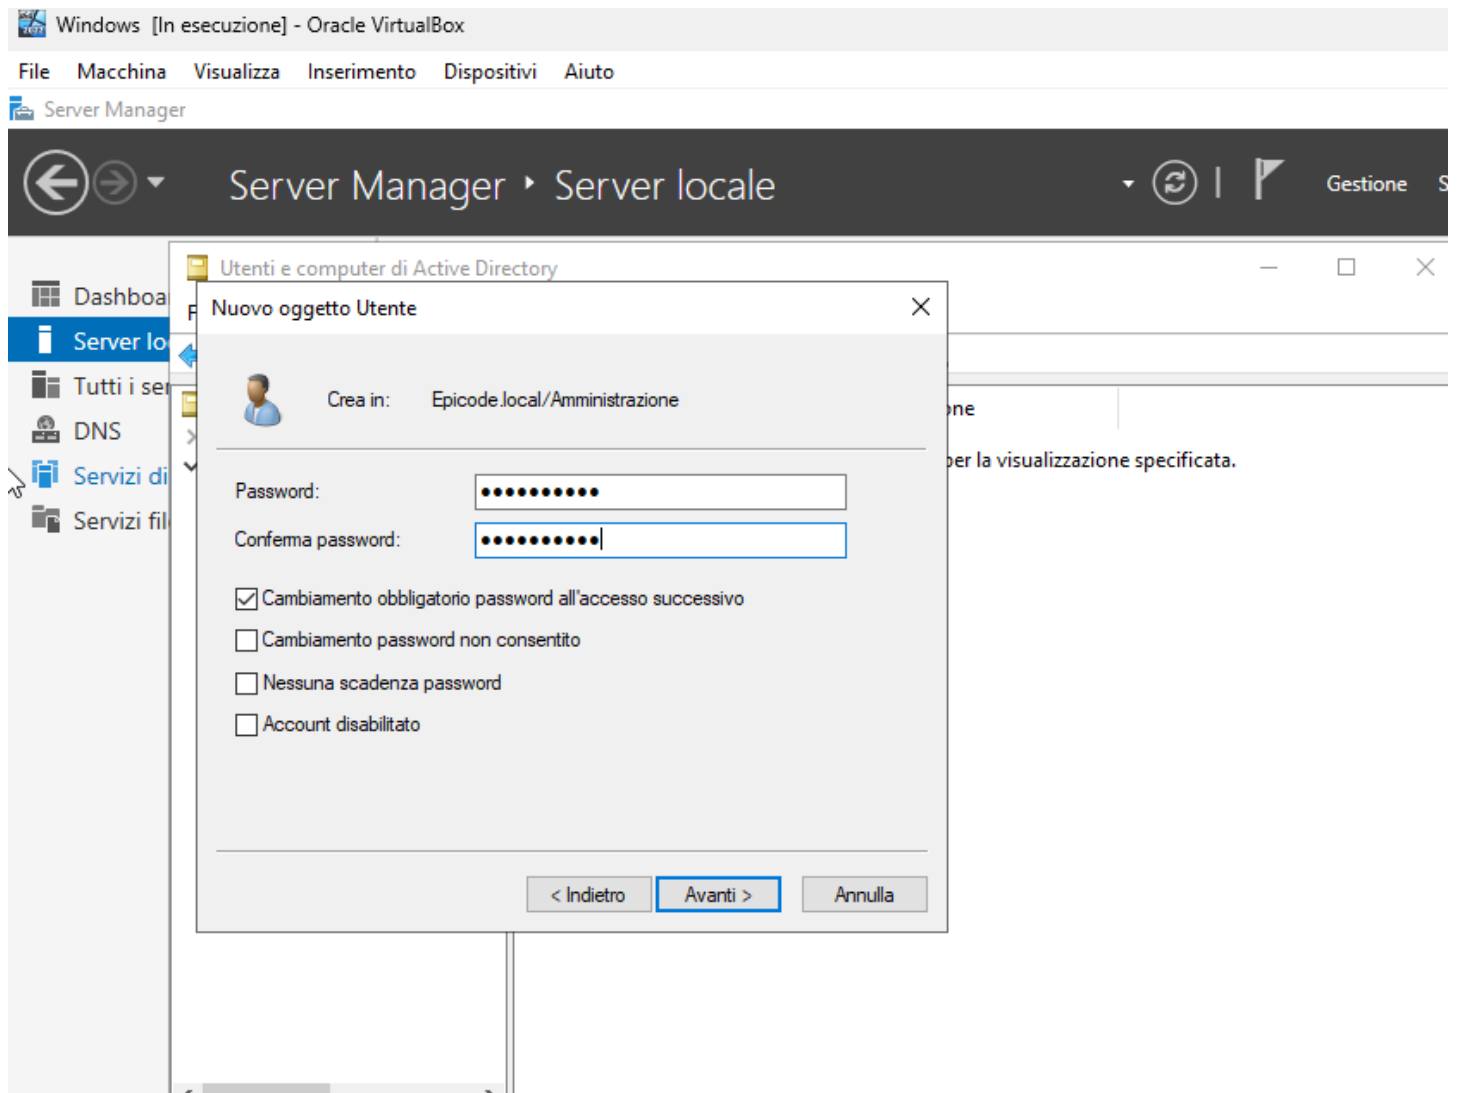 Windows [In esecuzione] - Oracle VirtualBox
File Macchina Visualizza Inserimento Dispositivi Aiuto
Server Manager
Server Manager Server locale
Gestione S
Utenti e computer di Active Directory
Dashboa
Nuovo oggetto Utente
Server lo
Tutti i ser
Crea in: Epicode.local/Amministrazione
one
DNS
per la visualizzazione specificata.
Servizi di
Password: ●●●●●●●●●●
Servizi fil
Conferma password: ●●●●●●●●●●
Cambiamento obbligatorio password all'accesso successivo
Cambiamento password non consentito
Nessuna scadenza password
Account disabilitato
< Indietro Avanti > Annulla